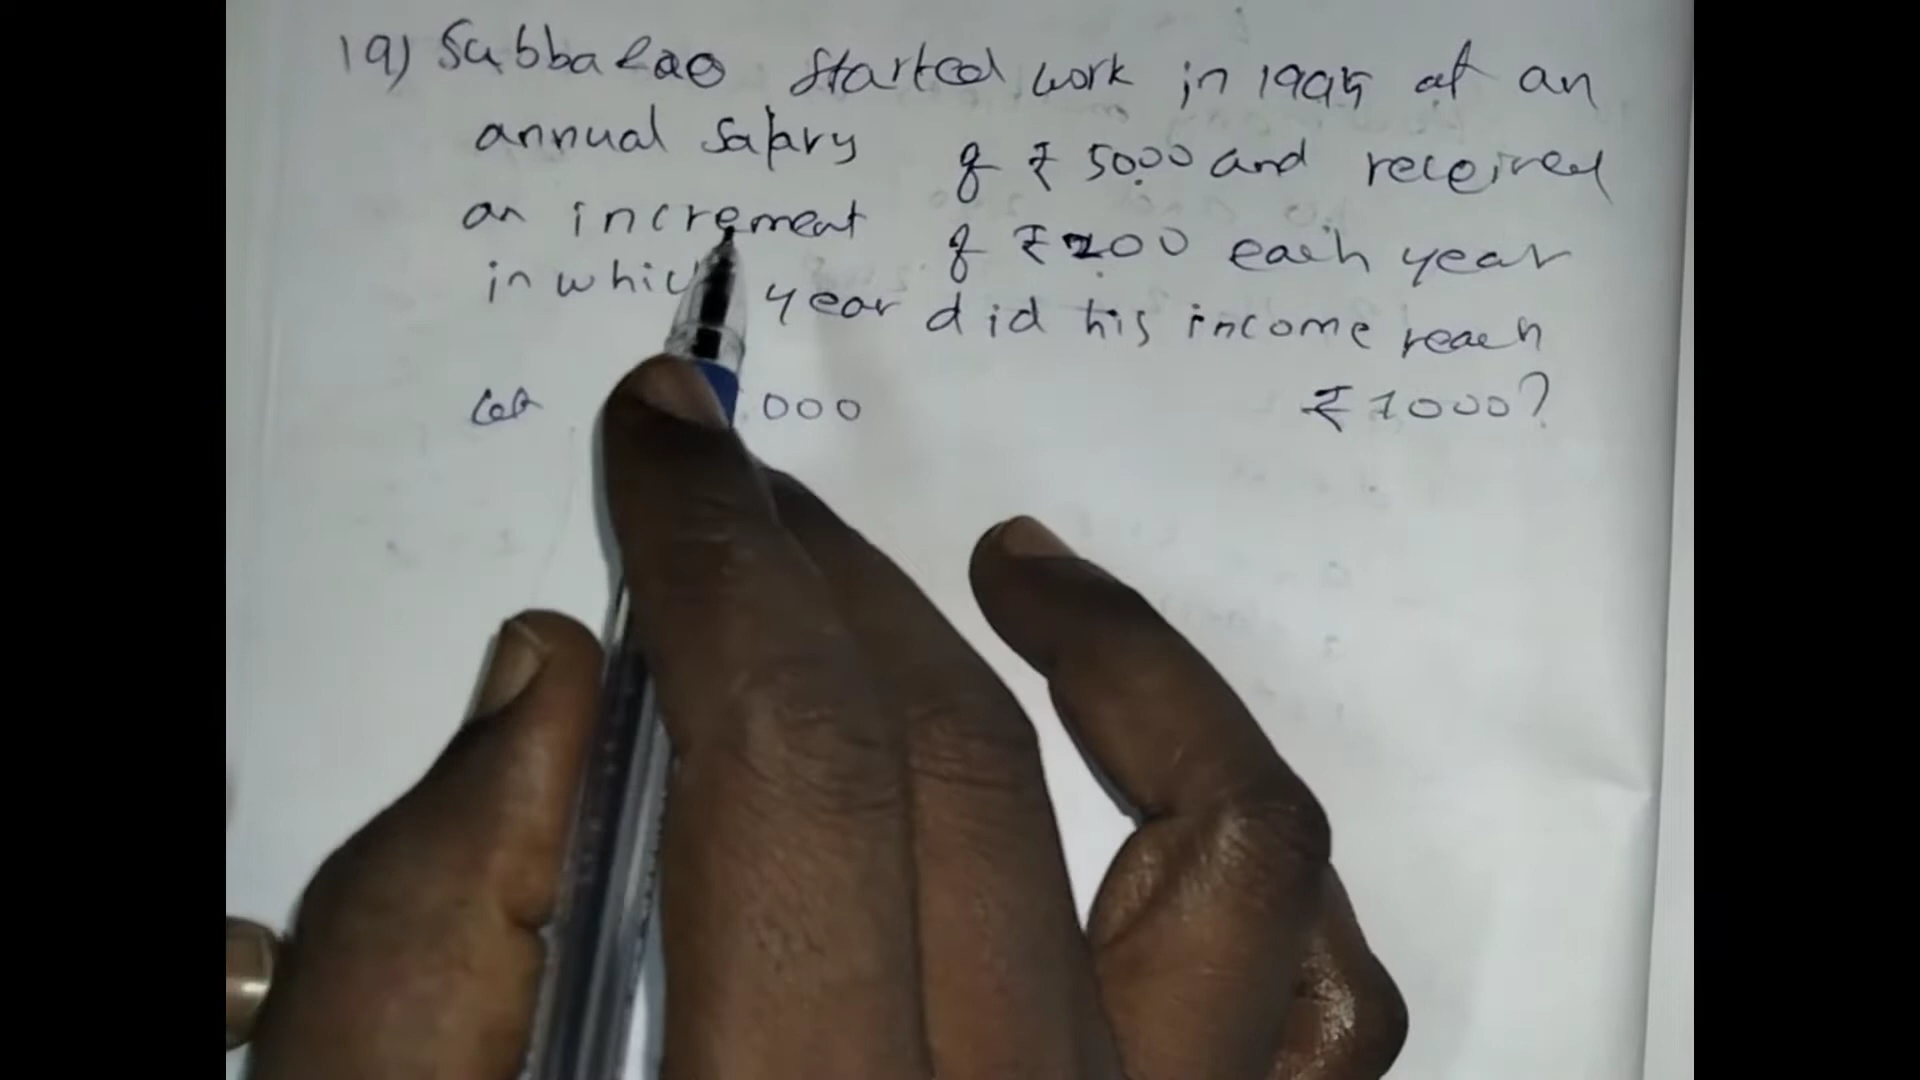 19) Subbarao started work in 1995 at an
annual salary of ₹ 5000 and received
an increment of ₹ 200 each year
in which year did his income reach
₹ 7000?
000